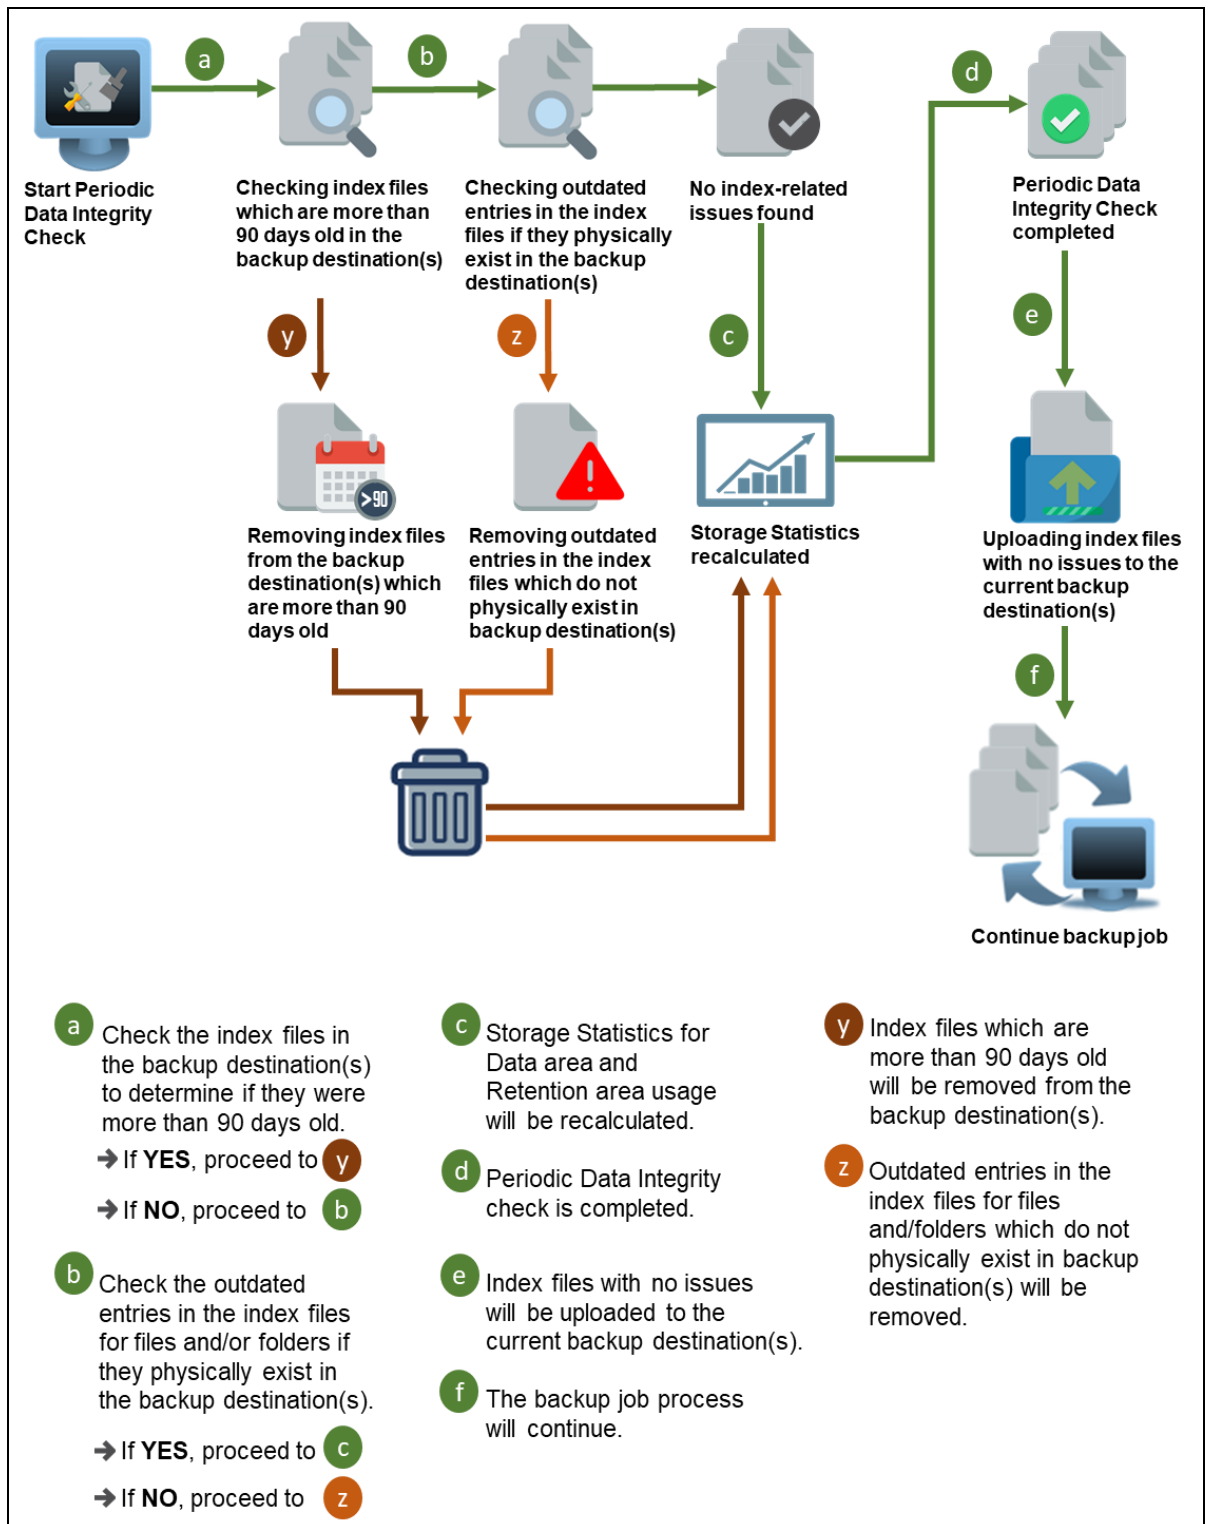 a
b
d
Start Periodic
Data Integrity
Check
Checking index files
which are more than
90 days old in the
backup destination(s)
Checking outdated
entries in the index
files if they physically
exist in the backup
destination(s)
No index-related
issues found
Periodic Data
Integrity Check
completed
y
z
c
e
>90
Removing index files
from the backup
destination(s) which
are more than 90
days old
Removing outdated
entries in the index
files which do not
physically exist in
backup destination(s)
Storage Statistics
recalculated
Uploading index files
with no issues to the
current backup
destination(s)
f
Continue backup job
a Check the index files in
the backup destination(s)
to determine if they were
more than 90 days old.
➔ If YES, proceed to y
➔ If NO, proceed to b
b Check the outdated
entries in the index files
for files and/or folders if
they physically exist in
the backup destination(s).
➔ If YES, proceed to c
➔ If NO, proceed to z
c Storage Statistics for
Data area and
Retention area usage
will be recalculated.
d Periodic Data Integrity
check is completed.
e Index files with no issues
will be uploaded to the
current backup destination(s).
f The backup job process
will continue.
y Index files which are
more than 90 days old
will be removed from the
backup destination(s).
z Outdated entries in the
index files for files
and/folders which do not
physically exist in backup
destination(s) will be
removed.